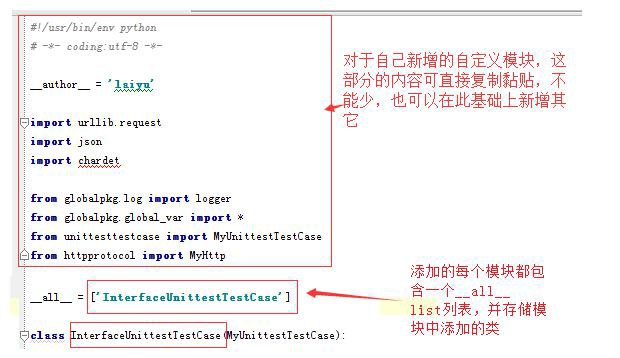 #!/usr/bin/env python
# -*- coding:utf-8 -*-
__author__ = 'laiyu'
import urllib.request
import json
import chardet
from globalpkg.log import logger
from globalpkg.global_var import *
from unittesttestcase import MyUnittestTestCase
from httpprotocol import MyHttp
__all__ = ['InterfaceUnittestTestCase']
class InterfaceUnittestTestCase(MyUnittestTestCase):
对于自己新增的自定义模块，这
部分的内容可直接复制黏贴，不
能少，也可以在此基础上新增其
它
添加的每个模块都包
含一个__all__
list列表，并存储模
块中添加的类